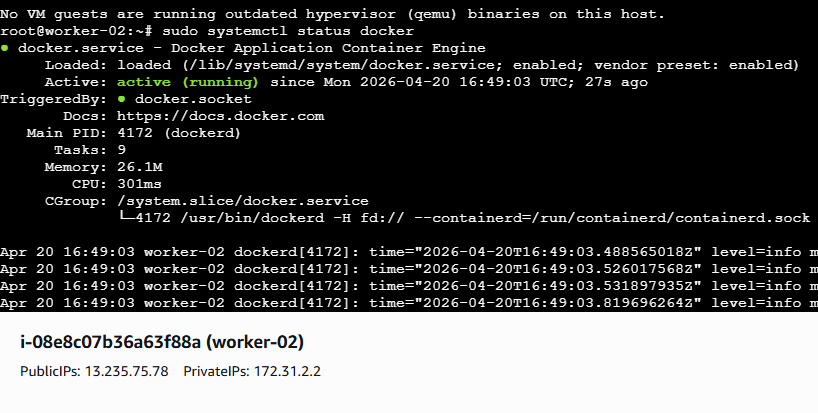 No VM guests are running outdated hypervisor (qemu) binaries on this host.
root@worker-02:~# sudo systemctl status docker
● docker.service - Docker Application Container Engine
     Loaded: loaded (/lib/systemd/system/docker.service; enabled; vendor preset: enabled)
     Active: active (running) since Mon 2026-04-20 16:49:03 UTC; 27s ago
TriggeredBy: ● docker.socket
       Docs: https://docs.docker.com
   Main PID: 4172 (dockerd)
      Tasks: 9
     Memory: 26.1M
        CPU: 301ms
     CGroup: /system.slice/docker.service
             └─4172 /usr/bin/dockerd -H fd:// --containerd=/run/containerd/containerd.sock
Apr 20 16:49:03 worker-02 dockerd[4172]: time="2026-04-20T16:49:03.488565018Z" level=info m
Apr 20 16:49:03 worker-02 dockerd[4172]: time="2026-04-20T16:49:03.526017568Z" level=info m
Apr 20 16:49:03 worker-02 dockerd[4172]: time="2026-04-20T16:49:03.531897935Z" level=info m
Apr 20 16:49:03 worker-02 dockerd[4172]: time="2026-04-20T16:49:03.819696264Z" level=info m
i-08e8c07b36a63f88a (worker-02)
PublicIPs: 13.235.75.78 PrivateIPs: 172.31.2.2